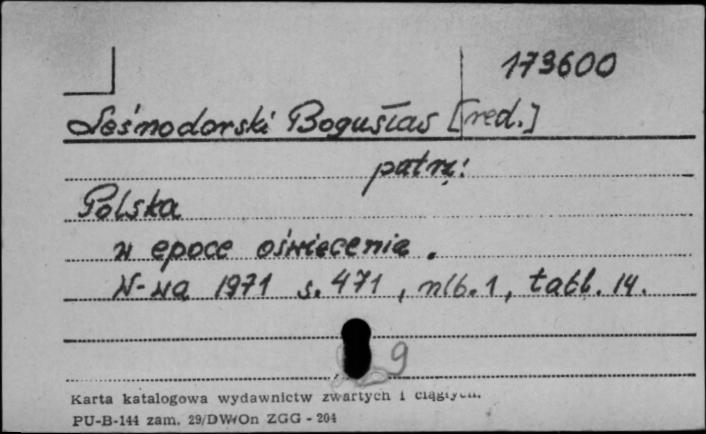 173600
Leśnodorski Bogusław [red.]
patrz:
Polska
w epoce oświecenia.
W-wa 1971 s. 471, nlb. 1, tabl. 14.
9
Karta katalogowa wydawnictw zwartych i ciągłych.
PU-B-144 zam. 29/DW/On ZGG - 204